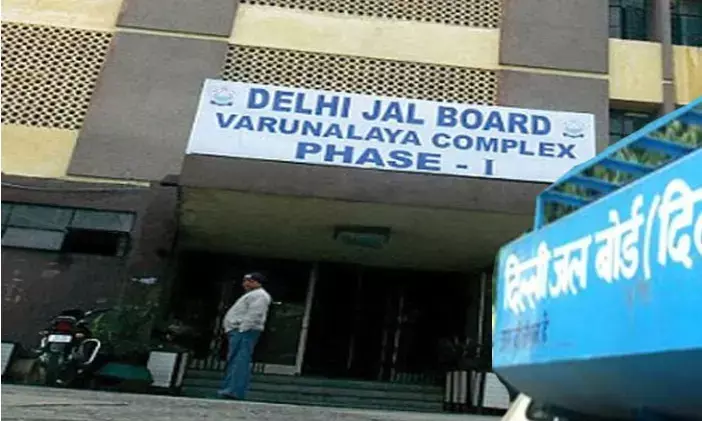 DELHI JAL BOARD
VARUNALAYA COMPLEX
PHASE - I
दिल्ली जल बोर्ड (दि